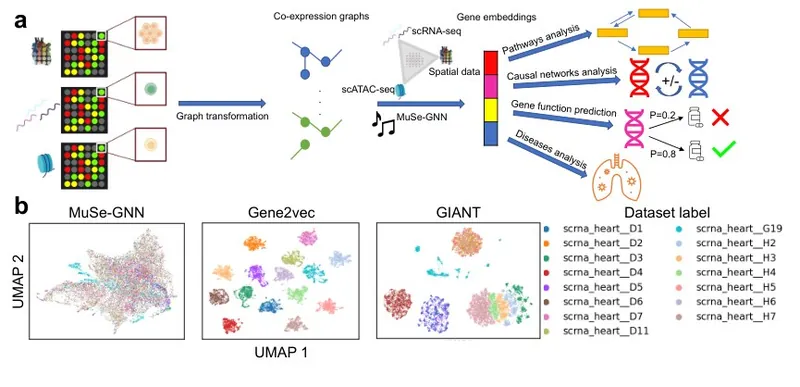 a
Graph transformation
Co-expression graphs
scRNA-seq
Spatial data
scATAC-seq
MuSe-GNN
Gene embeddings
Pathways analysis
Causal networks analysis
+/-
Gene function prediction
P=0.2
P=0.8
Diseases analysis
b
MuSe-GNN
Gene2vec
GIANT
Dataset label
UMAP 2
UMAP 1
scrna_heart__D1
scrna_heart__D2
scrna_heart__D3
scrna_heart__D4
scrna_heart__D5
scrna_heart__D6
scrna_heart__D7
scrna_heart__D11
scrna_heart__G19
scrna_heart__H2
scrna_heart__H3
scrna_heart__H4
scrna_heart__H5
scrna_heart__H6
scrna_heart__H7